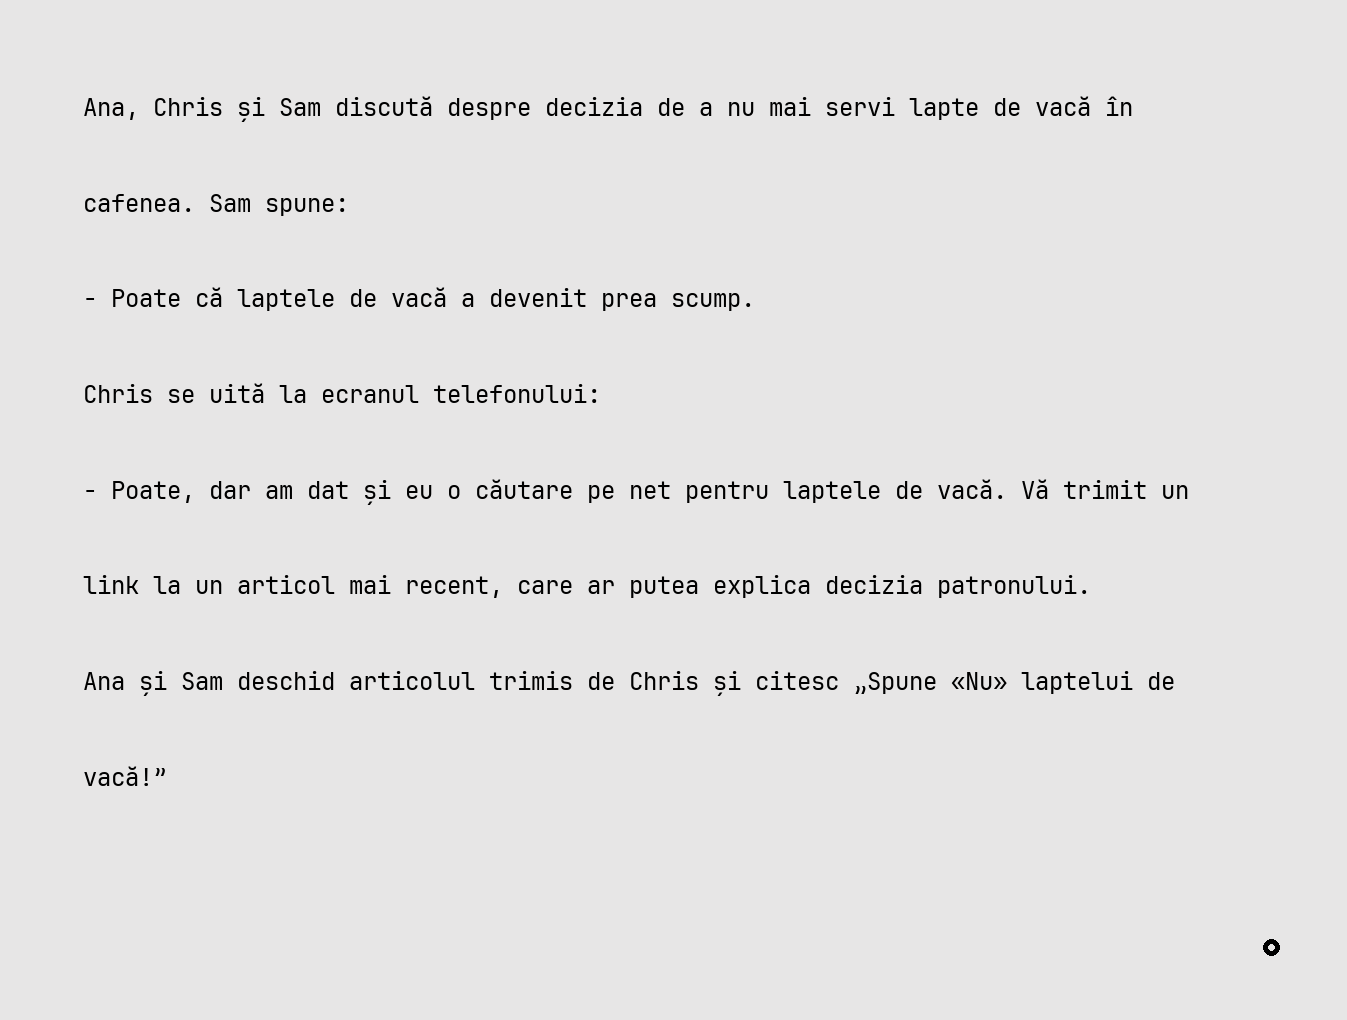 Ana, Chris și Sam discută despre decizia de a nu mai servi lapte de vacă în
cafenea. Sam spune:
- Poate că laptele de vacă a devenit prea scump.
Chris se uită la ecranul telefonului:
- Poate, dar am dat și eu o căutare pe net pentru laptele de vacă. Vă trimit un
link la un articol mai recent, care ar putea explica decizia patronului.
Ana și Sam deschid articolul trimis de Chris și citesc „Spune «Nu» laptelui de
vacă!”